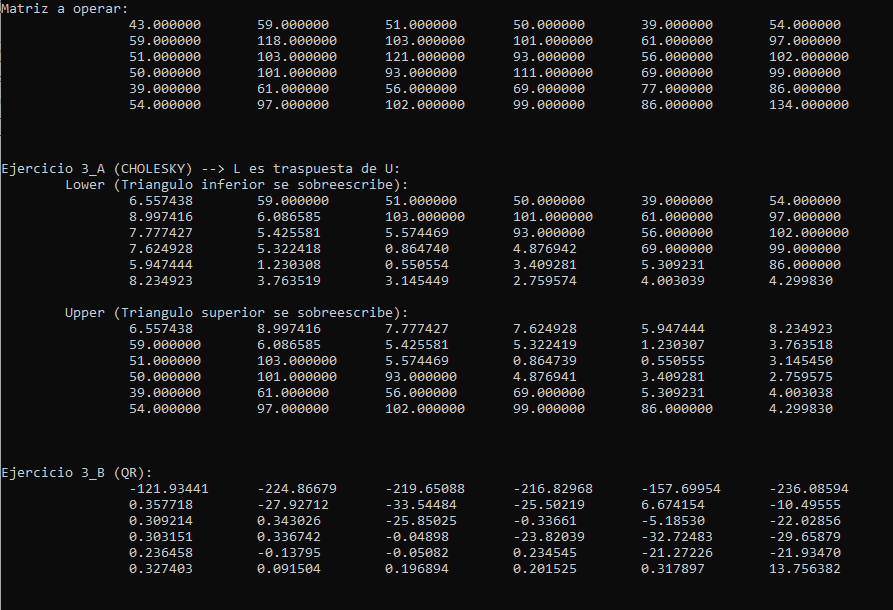 Matriz a operar:
43.000000 59.000000 51.000000 50.000000 39.000000 54.000000
59.000000 118.000000 103.000000 101.000000 61.000000 97.000000
51.000000 103.000000 121.000000 93.000000 56.000000 102.000000
50.000000 101.000000 93.000000 111.000000 69.000000 99.000000
39.000000 61.000000 56.000000 69.000000 77.000000 86.000000
54.000000 97.000000 102.000000 99.000000 86.000000 134.000000
Ejercicio 3_A (CHOLESKY) --> L es traspuesta de U:
Lower (Triangulo inferior se sobreescribe):
6.557438 59.000000 51.000000 50.000000 39.000000 54.000000
8.997416 6.086585 103.000000 101.000000 61.000000 97.000000
7.777427 5.425581 5.574469 93.000000 56.000000 102.000000
7.624928 5.322418 0.864740 4.876942 69.000000 99.000000
5.947444 1.230308 0.550554 3.409281 5.309231 86.000000
8.234923 3.763519 3.145449 2.759574 4.003039 4.299830
Upper (Triangulo superior se sobreescribe):
6.557438 8.997416 7.777427 7.624928 5.947444 8.234923
59.000000 6.086585 5.425581 5.322419 1.230307 3.763518
51.000000 103.000000 5.574469 0.864739 0.550555 3.145450
50.000000 101.000000 93.000000 4.876941 3.409281 2.759575
39.000000 61.000000 56.000000 69.000000 5.309231 4.003038
54.000000 97.000000 102.000000 99.000000 86.000000 4.299830
Ejercicio 3_B (QR):
-121.93441 -224.86679 -219.65088 -216.82968 -157.69954 -236.08594
0.357718 -27.92712 -33.54484 -25.50219 6.674154 -10.49555
0.309214 0.343026 -25.85025 -0.33661 -5.18530 -22.02856
0.303151 0.336742 -0.04898 -23.82039 -32.72483 -29.65879
0.236458 -0.13795 -0.05082 0.234545 -21.27226 -21.93470
0.327403 0.091504 0.196894 0.201525 0.317897 13.756382